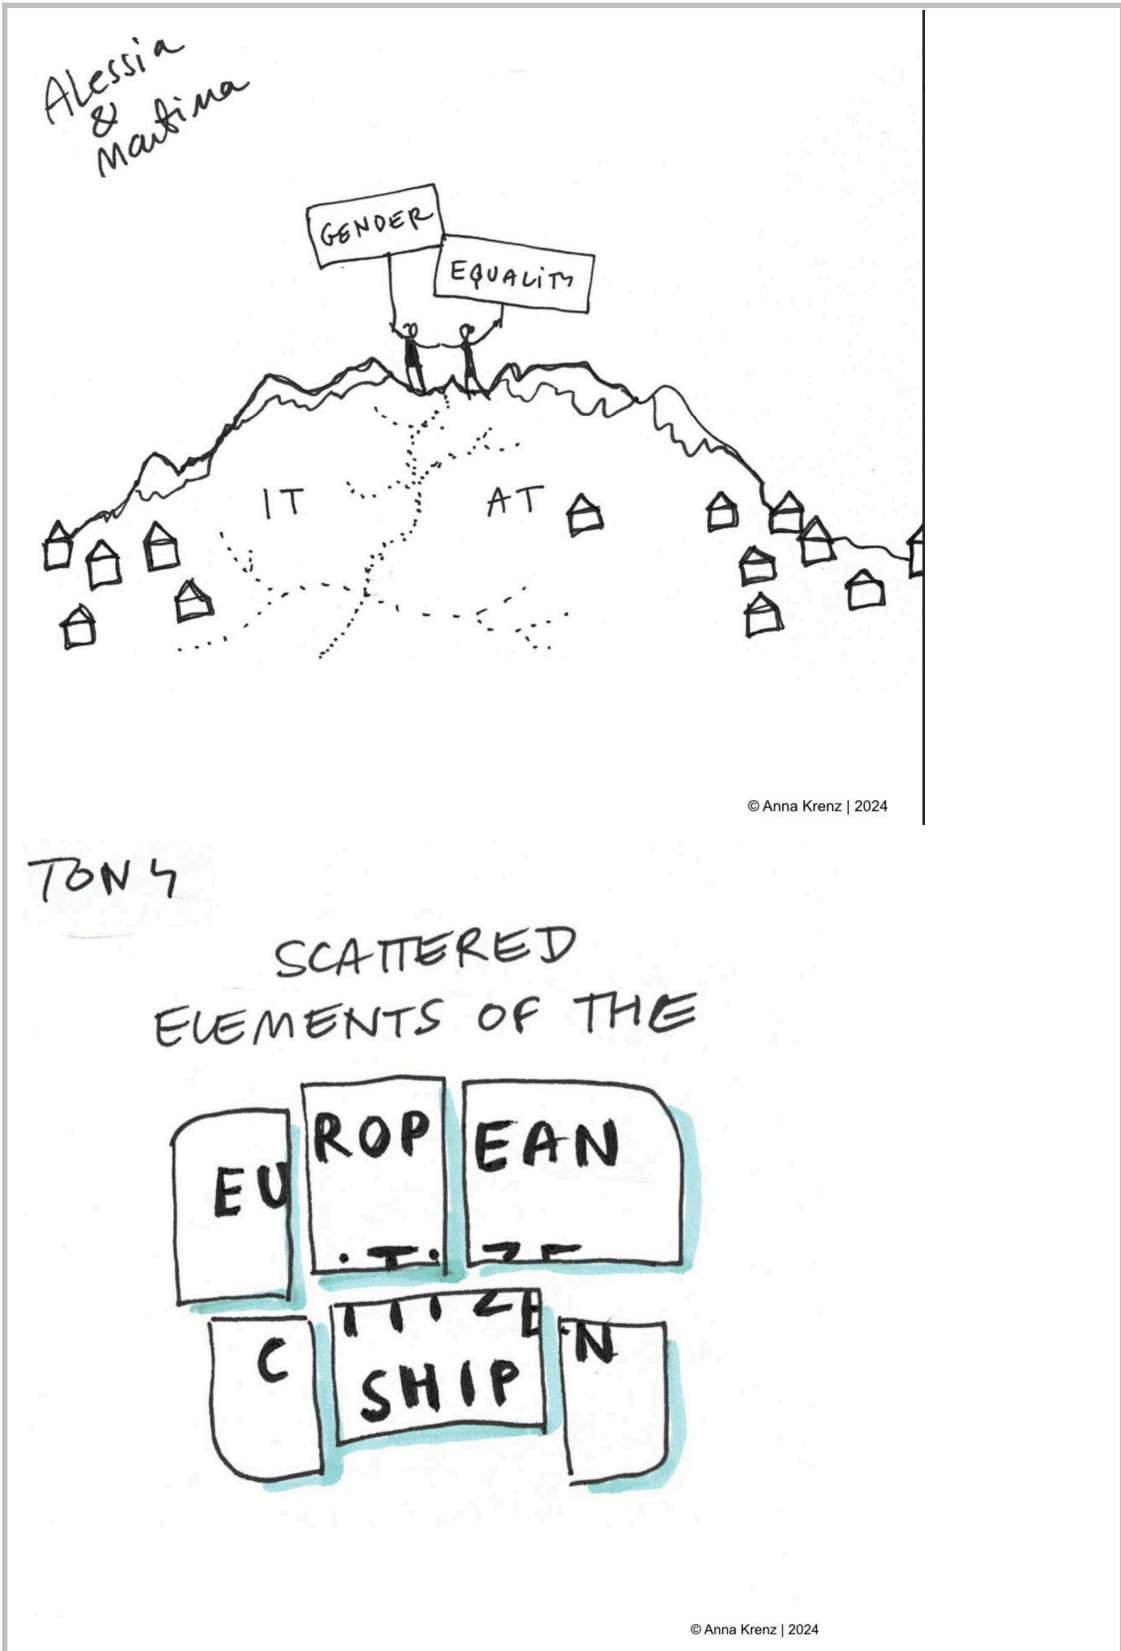 Alessia
&
Martina
GENDER
EQUALITY
IT
AT
© Anna Krenz | 2024
TONY
SCATTERED
ELEMENTS OF THE
EU ROP EAN
C ITIZE N
SHIP
© Anna Krenz | 2024